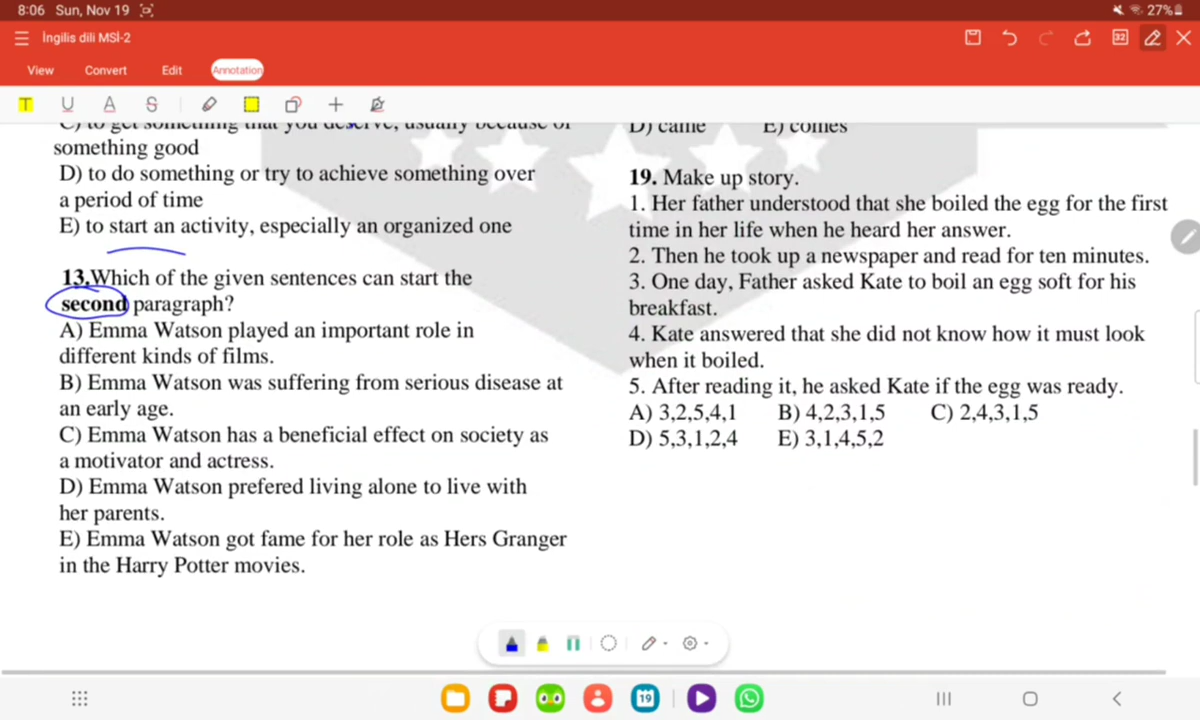 8:06 Sun, Nov 19
27%
İngilis dili MSİ-2
32
View Convert Edit Annotation
T U A S
C) to get something that you deserve, usually because of
something good
D) to do something or try to achieve something over
a period of time
E) to start an activity, especially an organized one
13.Which of the given sentences can start the
second paragraph?
A) Emma Watson played an important role in
different kinds of films.
B) Emma Watson was suffering from serious disease at
an early age.
C) Emma Watson has a beneficial effect on society as
a motivator and actress.
D) Emma Watson prefered living alone to live with
her parents.
E) Emma Watson got fame for her role as Hers Granger
in the Harry Potter movies.
D) came E) comes
19. Make up story.
1. Her father understood that she boiled the egg for the first
time in her life when he heard her answer.
2. Then he took up a newspaper and read for ten minutes.
3. One day, Father asked Kate to boil an egg soft for his
breakfast.
4. Kate answered that she did not know how it must look
when it boiled.
5. After reading it, he asked Kate if the egg was ready.
A) 3,2,5,4,1 B) 4,2,3,1,5 C) 2,4,3,1,5
D) 5,3,1,2,4 E) 3,1,4,5,2
19